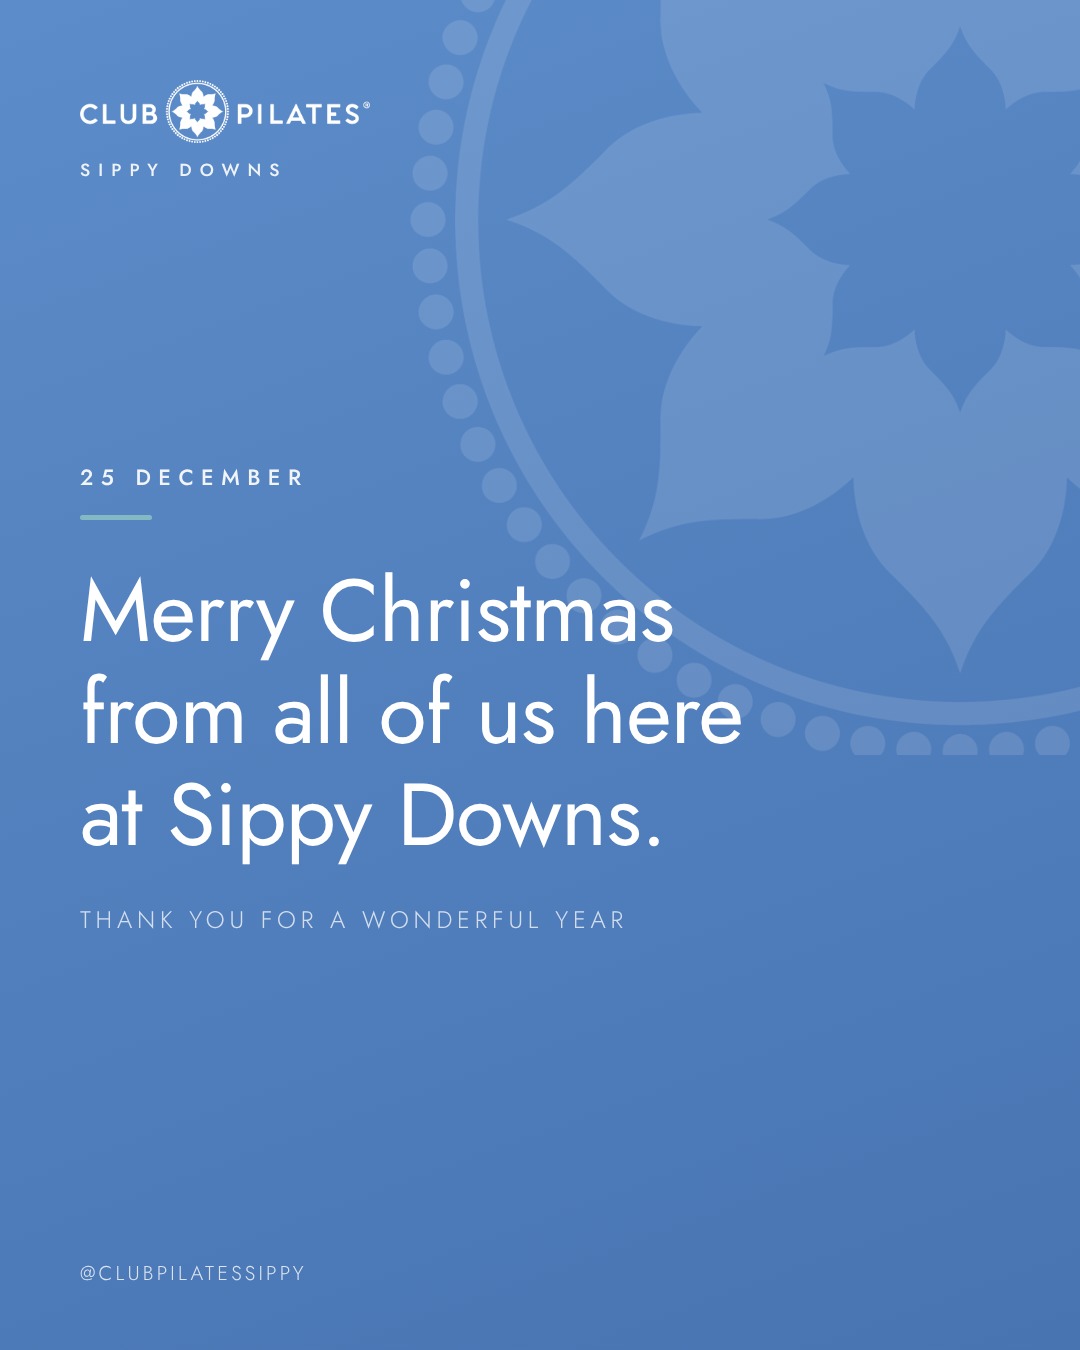 CLUB PILATES®
SIPPY DOWNS
25 DECEMBER
Merry Christmas
from all of us here
at Sippy Downs.
THANK YOU FOR A WONDERFUL YEAR
@CLUBPILATESSIPPY